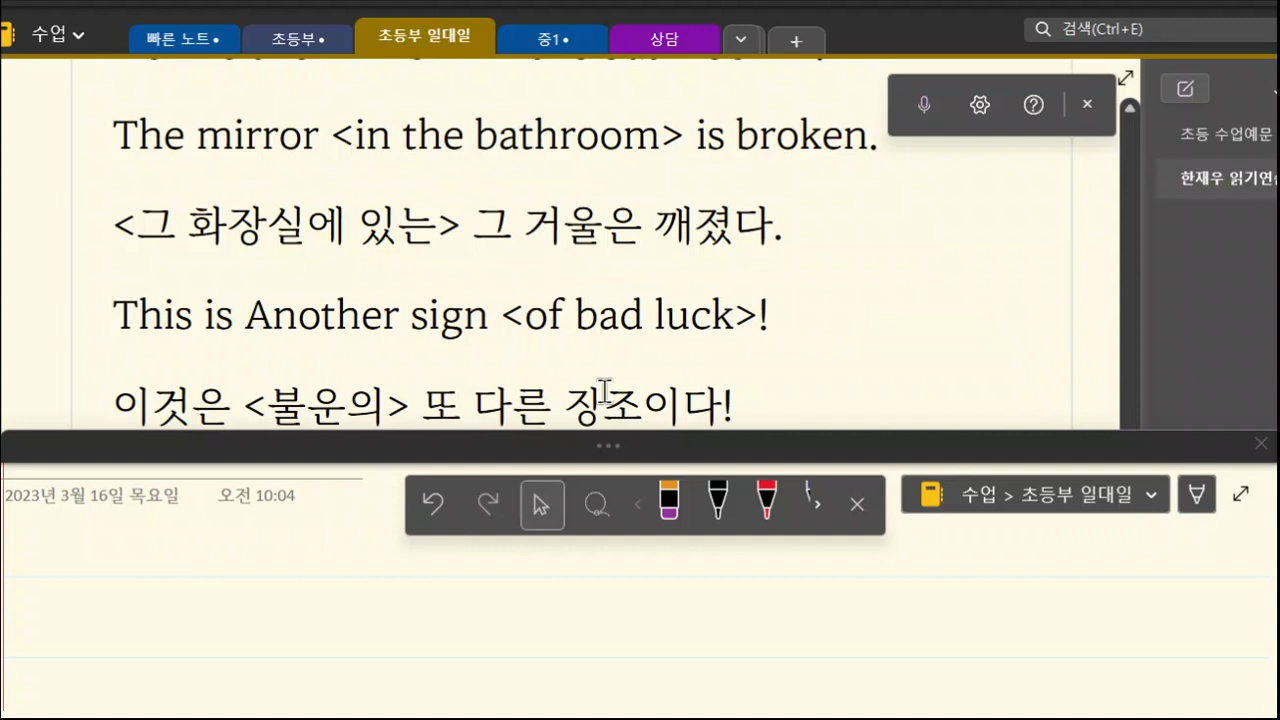 수업
빠른 노트•
초등부•
초등부 일대일
중1•
상담
검색(Ctrl+E)
The mirror <in the bathroom> is broken.
초등 수업예문
<그 화장실에 있는> 그 거울은 깨졌다.
한재우 읽기연
This is Another sign <of bad luck>!
이것은 <불운의> 또 다른 징조이다!
2023년 3월 16일 목요일 오전 10:04
수업 > 초등부 일대일